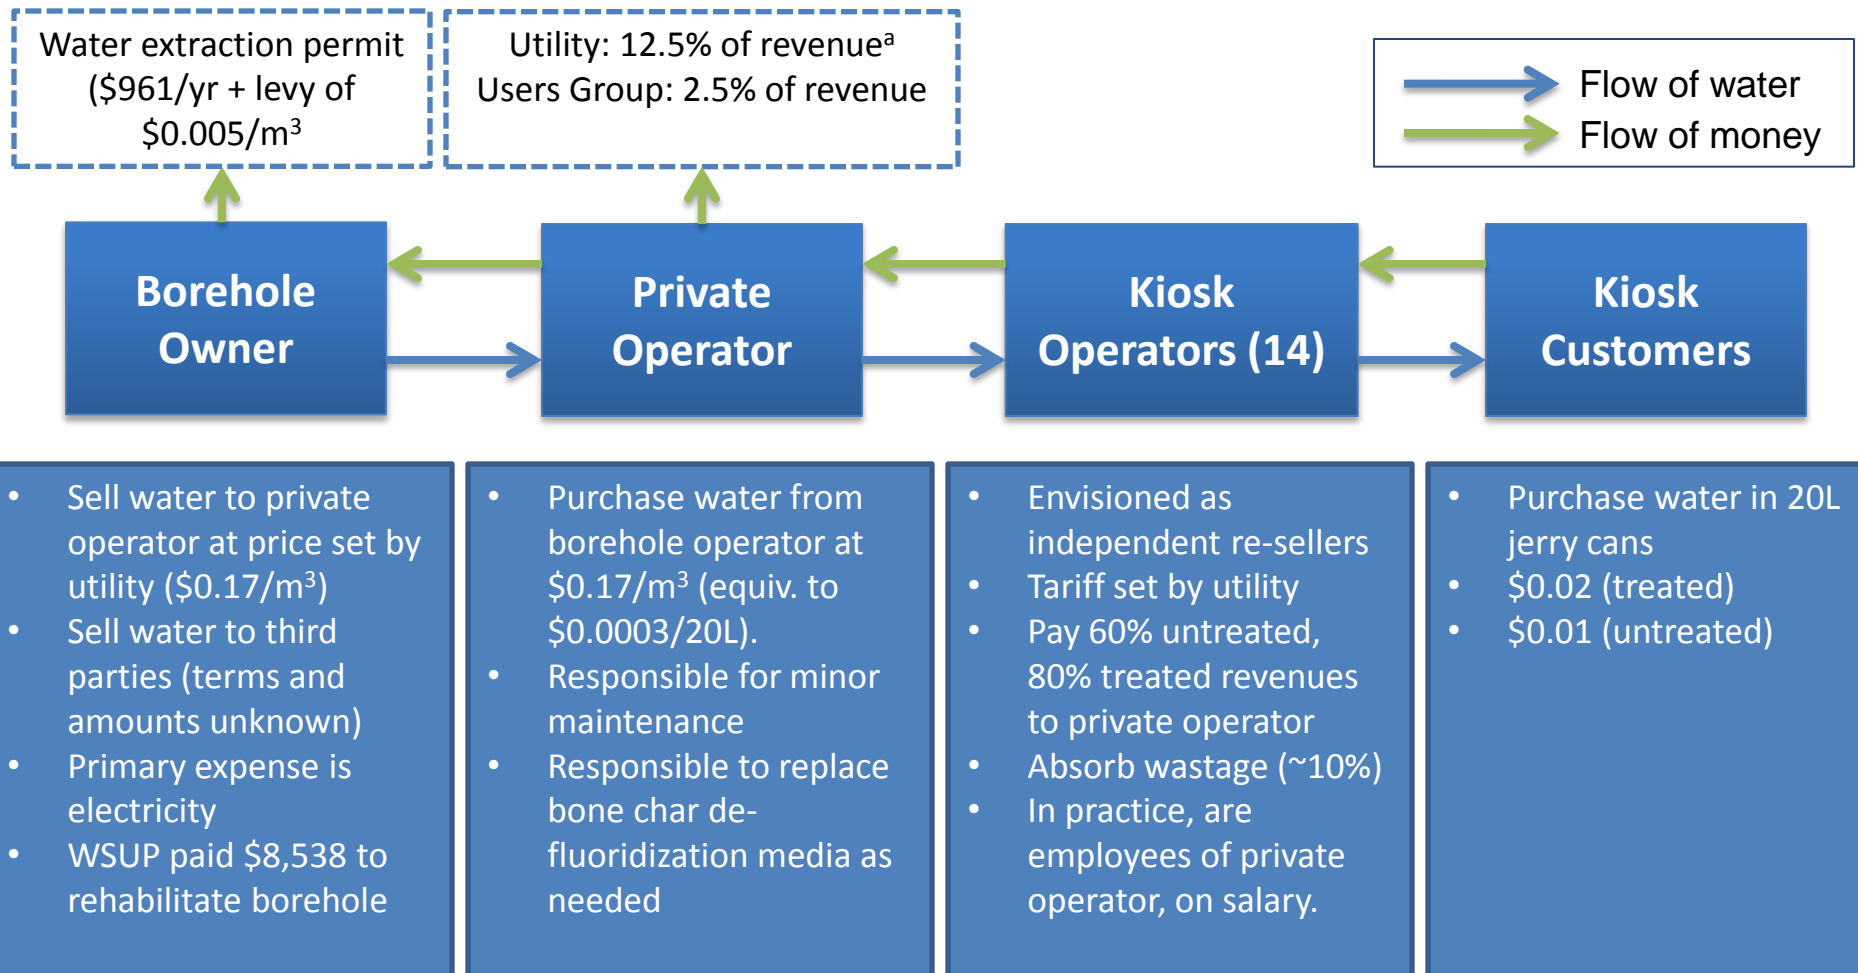 Water extraction permit
($961/yr + levy of
$0.005/m³
Utility: 12.5% of revenueᵃ
Users Group: 2.5% of revenue
Flow of water
Flow of money
Borehole
Owner
Private
Operator
Kiosk
Operators (14)
Kiosk
Customers
• Sell water to private
operator at price set by
utility ($0.17/m³)
• Sell water to third
parties (terms and
amounts unknown)
• Primary expense is
electricity
• WSUP paid $8,538 to
rehabilitate borehole
• Purchase water from
borehole operator at
$0.17/m³ (equiv. to
$0.0003/20L).
• Responsible for minor
maintenance
• Responsible to replace
bone char de-
fluoridization media as
needed
• Envisioned as
independent re-sellers
• Tariff set by utility
• Pay 60% untreated,
80% treated revenues
to private operator
• Absorb wastage (~10%)
• In practice, are
employees of private
operator, on salary.
• Purchase water in 20L
jerry cans
• $0.02 (treated)
• $0.01 (untreated)